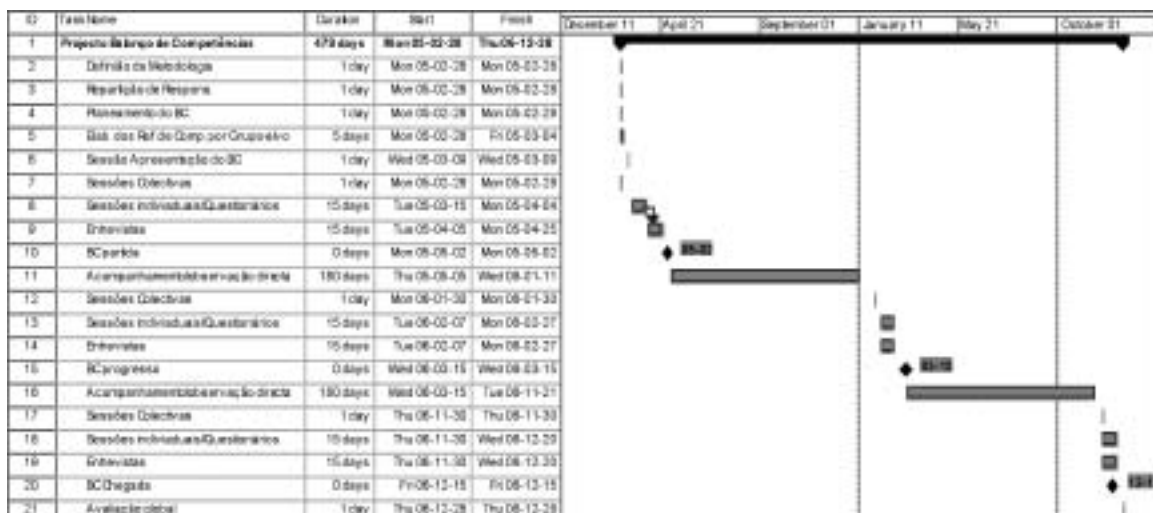 ID Task Name Duration Start Finish December 11 April 21 September 01 January 11 May 21 October 01
1 Projecto Balanço de Competências 479 days Mon 05-02-28 Thu 06-12-28
2 Definião da Metodologia 1 day Mon 05-02-28 Mon 05-02-28
3 Repartição de Respons. 1 day Mon 05-02-28 Mon 05-02-28
4 Planeamento do BC 1 day Mon 05-02-28 Mon 05-02-28
5 Elab. dos Ref de Comp. por Grupo alvo 5 days Mon 05-02-28 Fri 05-03-04
6 Sessão Apresentação do BC 1 day Wed 05-03-09 Wed 05-03-09
7 Sessões Colectivas 1 day Mon 05-02-28 Mon 05-02-28
8 Sessões individuais/Questionários 15 days Tue 05-03-15 Mon 05-04-04
9 Entrevistas 15 days Tue 05-04-05 Mon 05-04-25
10 BC partida 0 days Mon 05-05-02 Mon 05-05-02 05-02
11 Acompanhamento/observação directa 180 days Thu 05-05-05 Wed 06-01-11
12 Sessões Colectivas 1 day Mon 06-01-30 Mon 06-01-30
13 Sessões individuais/Questionários 15 days Tue 06-02-07 Mon 06-02-27
14 Entrevistas 15 days Tue 06-02-07 Mon 06-02-27
15 BC progresso 0 days Wed 06-03-15 Wed 06-03-15 03-15
16 Acompanhamento/observação directa 180 days Wed 06-03-15 Tue 06-11-21
17 Sessões Colectivas 1 day Thu 06-11-30 Thu 06-11-30
18 Sessões individuais/Questionários 15 days Thu 06-11-30 Wed 06-12-20
19 Entrevistas 15 days Thu 06-11-30 Wed 06-12-20
20 BC Chegada 0 days Fri 06-12-15 Fri 06-12-15
21 Avaliação global 1 day Thu 06-12-28 Thu 06-12-28